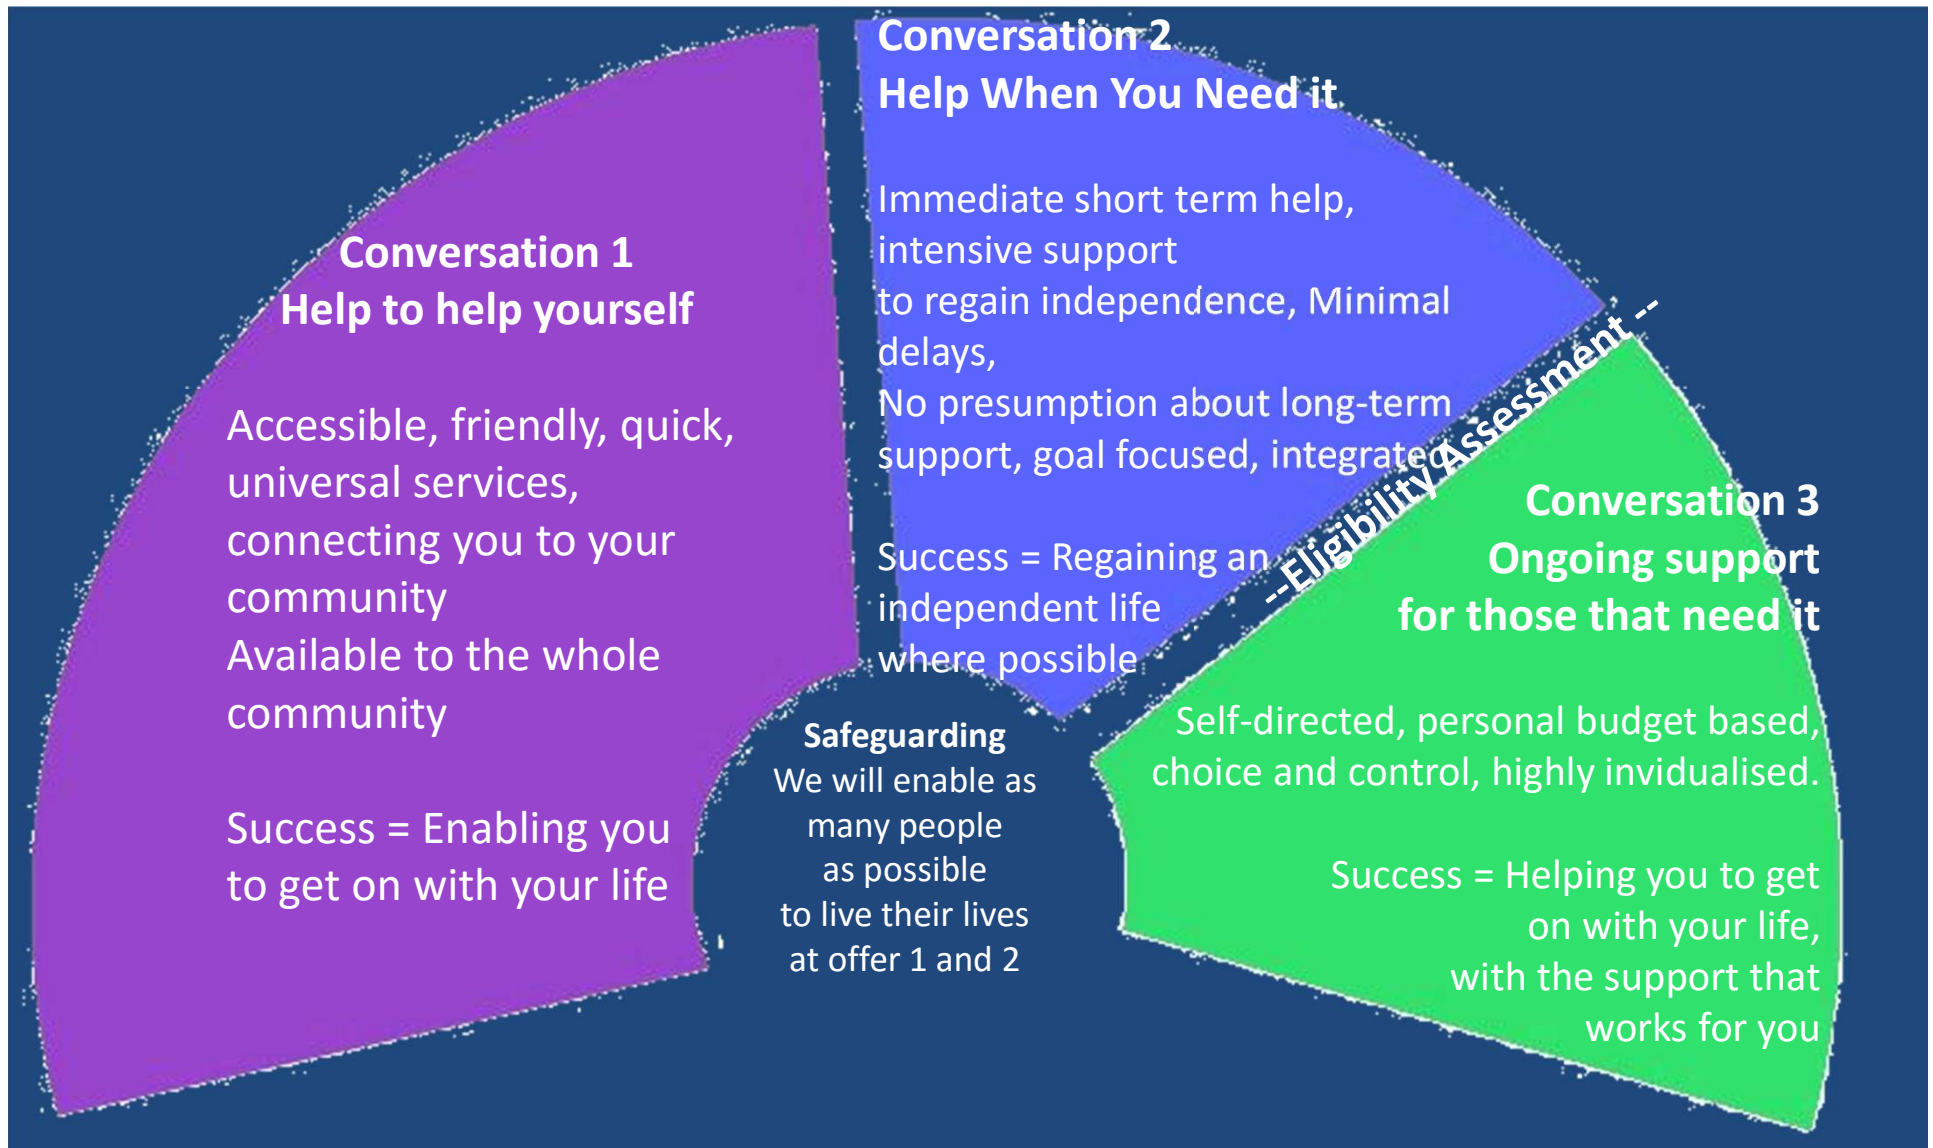 Conversation 1
Help to help yourself
Accessible, friendly, quick,
universal services,
connecting you to your
community
Available to the whole
community
Success = Enabling you
to get on with your life
Conversation 2
Help When You Need it
Immediate short term help,
intensive support
to regain independence, Minimal
delays,
No presumption about long-term
support, goal focused, integrated
Success = Regaining an
independent life
where possible
--Eligibility Assessment --
Conversation 3
Ongoing support
for those that need it
Self-directed, personal budget based,
choice and control, highly invidualised.
Success = Helping you to get
on with your life,
with the support that
works for you
Safeguarding
We will enable as
many people
as possible
to live their lives
at offer 1 and 2